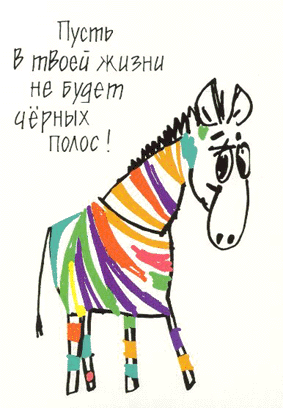 Пусть
в твоей жизни
не будет
чёрных
полос!